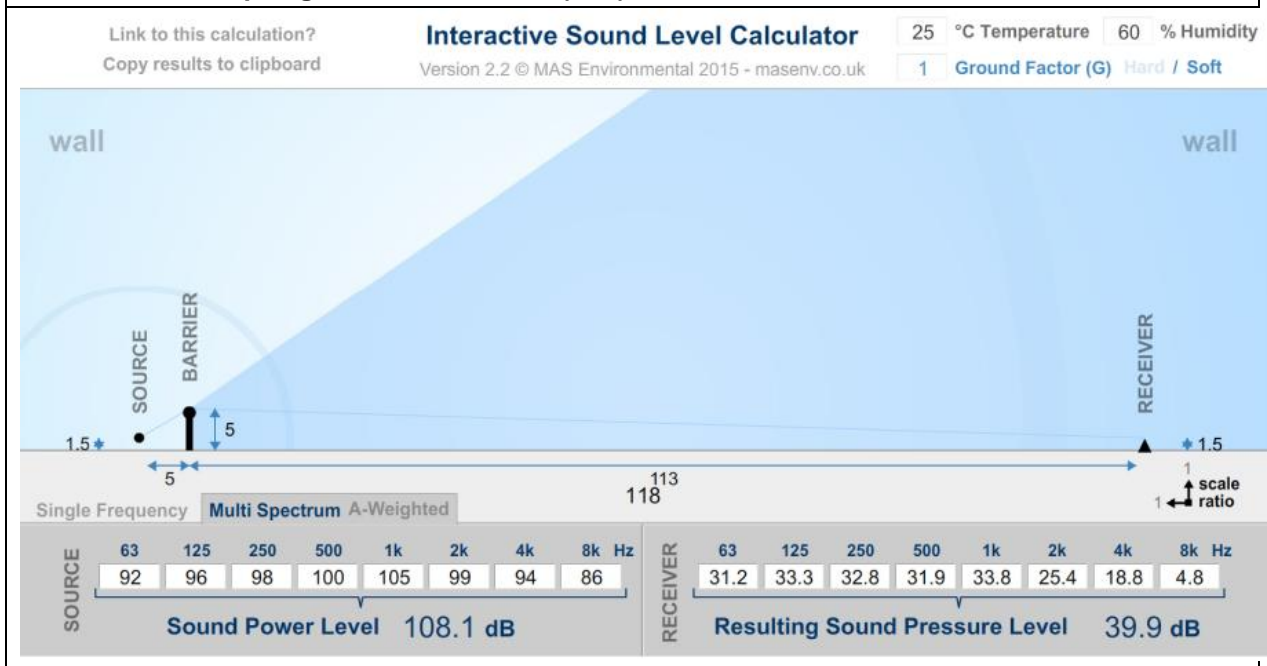 Link to this calculation?
Copy results to clipboard
Interactive Sound Level Calculator
Version 2.2 © MAS Environmental 2015 - masenv.co.uk
25 °C Temperature 60 % Humidity
1 Ground Factor (G) Hard / Soft
wall
wall
SOURCE
BARRIER
RECEIVER
1.5
5
1.5
5
113
118
1
1
scale
ratio
Single Frequency Multi Spectrum A-Weighted
SOURCE
63 125 250 500 1k 2k 4k 8k Hz
92 96 98 100 105 99 94 86
Sound Power Level 108.1 dB
RECEIVER
63 125 250 500 1k 2k 4k 8k Hz
31.2 33.3 32.8 31.9 33.8 25.4 18.8 4.8
Resulting Sound Pressure Level 39.9 dB